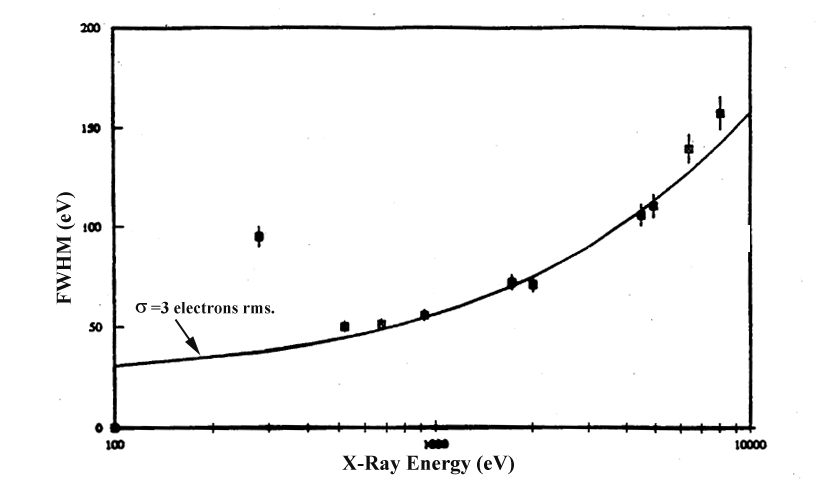 200
150
100
50
0
FWHM (eV)
σ =3 electrons rms.
100
1000
10000
X-Ray Energy (eV)